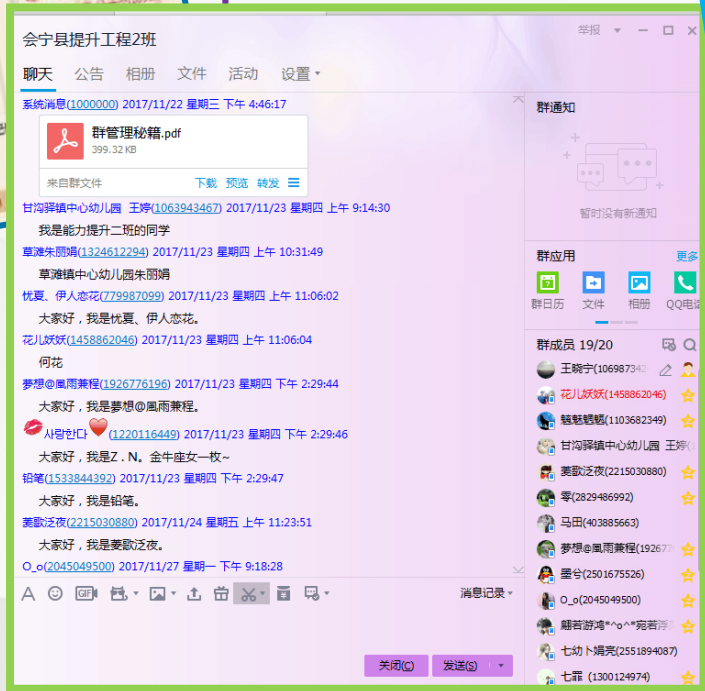 会宁县提升工程2班
举报
聊天 公告 相册 文件 活动 设置
系统消息(1000000) 2017/11/22 星期三 下午 4:46:17
群管理秘籍.pdf
399.32 KB
来自群文件 下载 预览 转发
甘沟驿镇中心幼儿园 王婷(1063943467) 2017/11/23 星期四 上午 9:14:30
我是能力提升二班的同学
草滩朱丽娟(1324612294) 2017/11/23 星期四 上午 10:31:49
草滩镇中心幼儿园朱丽娟
忧夏、伊人恋花(779987099) 2017/11/23 星期四 上午 11:06:02
大家好，我是忧夏、伊人恋花。
花儿妖妖(1458862046) 2017/11/23 星期四 上午 11:06:04
何花
夢想@風雨兼程(1926776196) 2017/11/23 星期四 下午 2:29:44
大家好，我是夢想@風雨兼程。
사랑한다(1220116449) 2017/11/23 星期四 下午 2:29:46
大家好，我是Z . N。金牛座女一枚~
铅笔(1533844392) 2017/11/23 星期四 下午 2:29:47
大家好，我是铅笔。
菱歌泛夜(2215030880) 2017/11/24 星期五 上午 11:23:51
大家好，我是菱歌泛夜。
O_o(2045049500) 2017/11/27 星期一 下午 9:18:28
消息记录
关闭(C) 发送(S)
群通知
暂时没有新通知
群应用 更多
群日历 文件 相册 QQ电话
群成员 19/20
王晓宁(106987342
花儿妖妖(1458862046)
魑魅魍魉(1103682349)
甘沟驿镇中心幼儿园 王婷(
菱歌泛夜(2215030880)
零(2829486992)
马田(403885663)
夢想@風雨兼程(192677
墨兮(2501675526)
O_o(2045049500)
翩若游鸿*^o^*宛若浮
七幼卜娟亮(2551894087)
七罪 (1300124974)